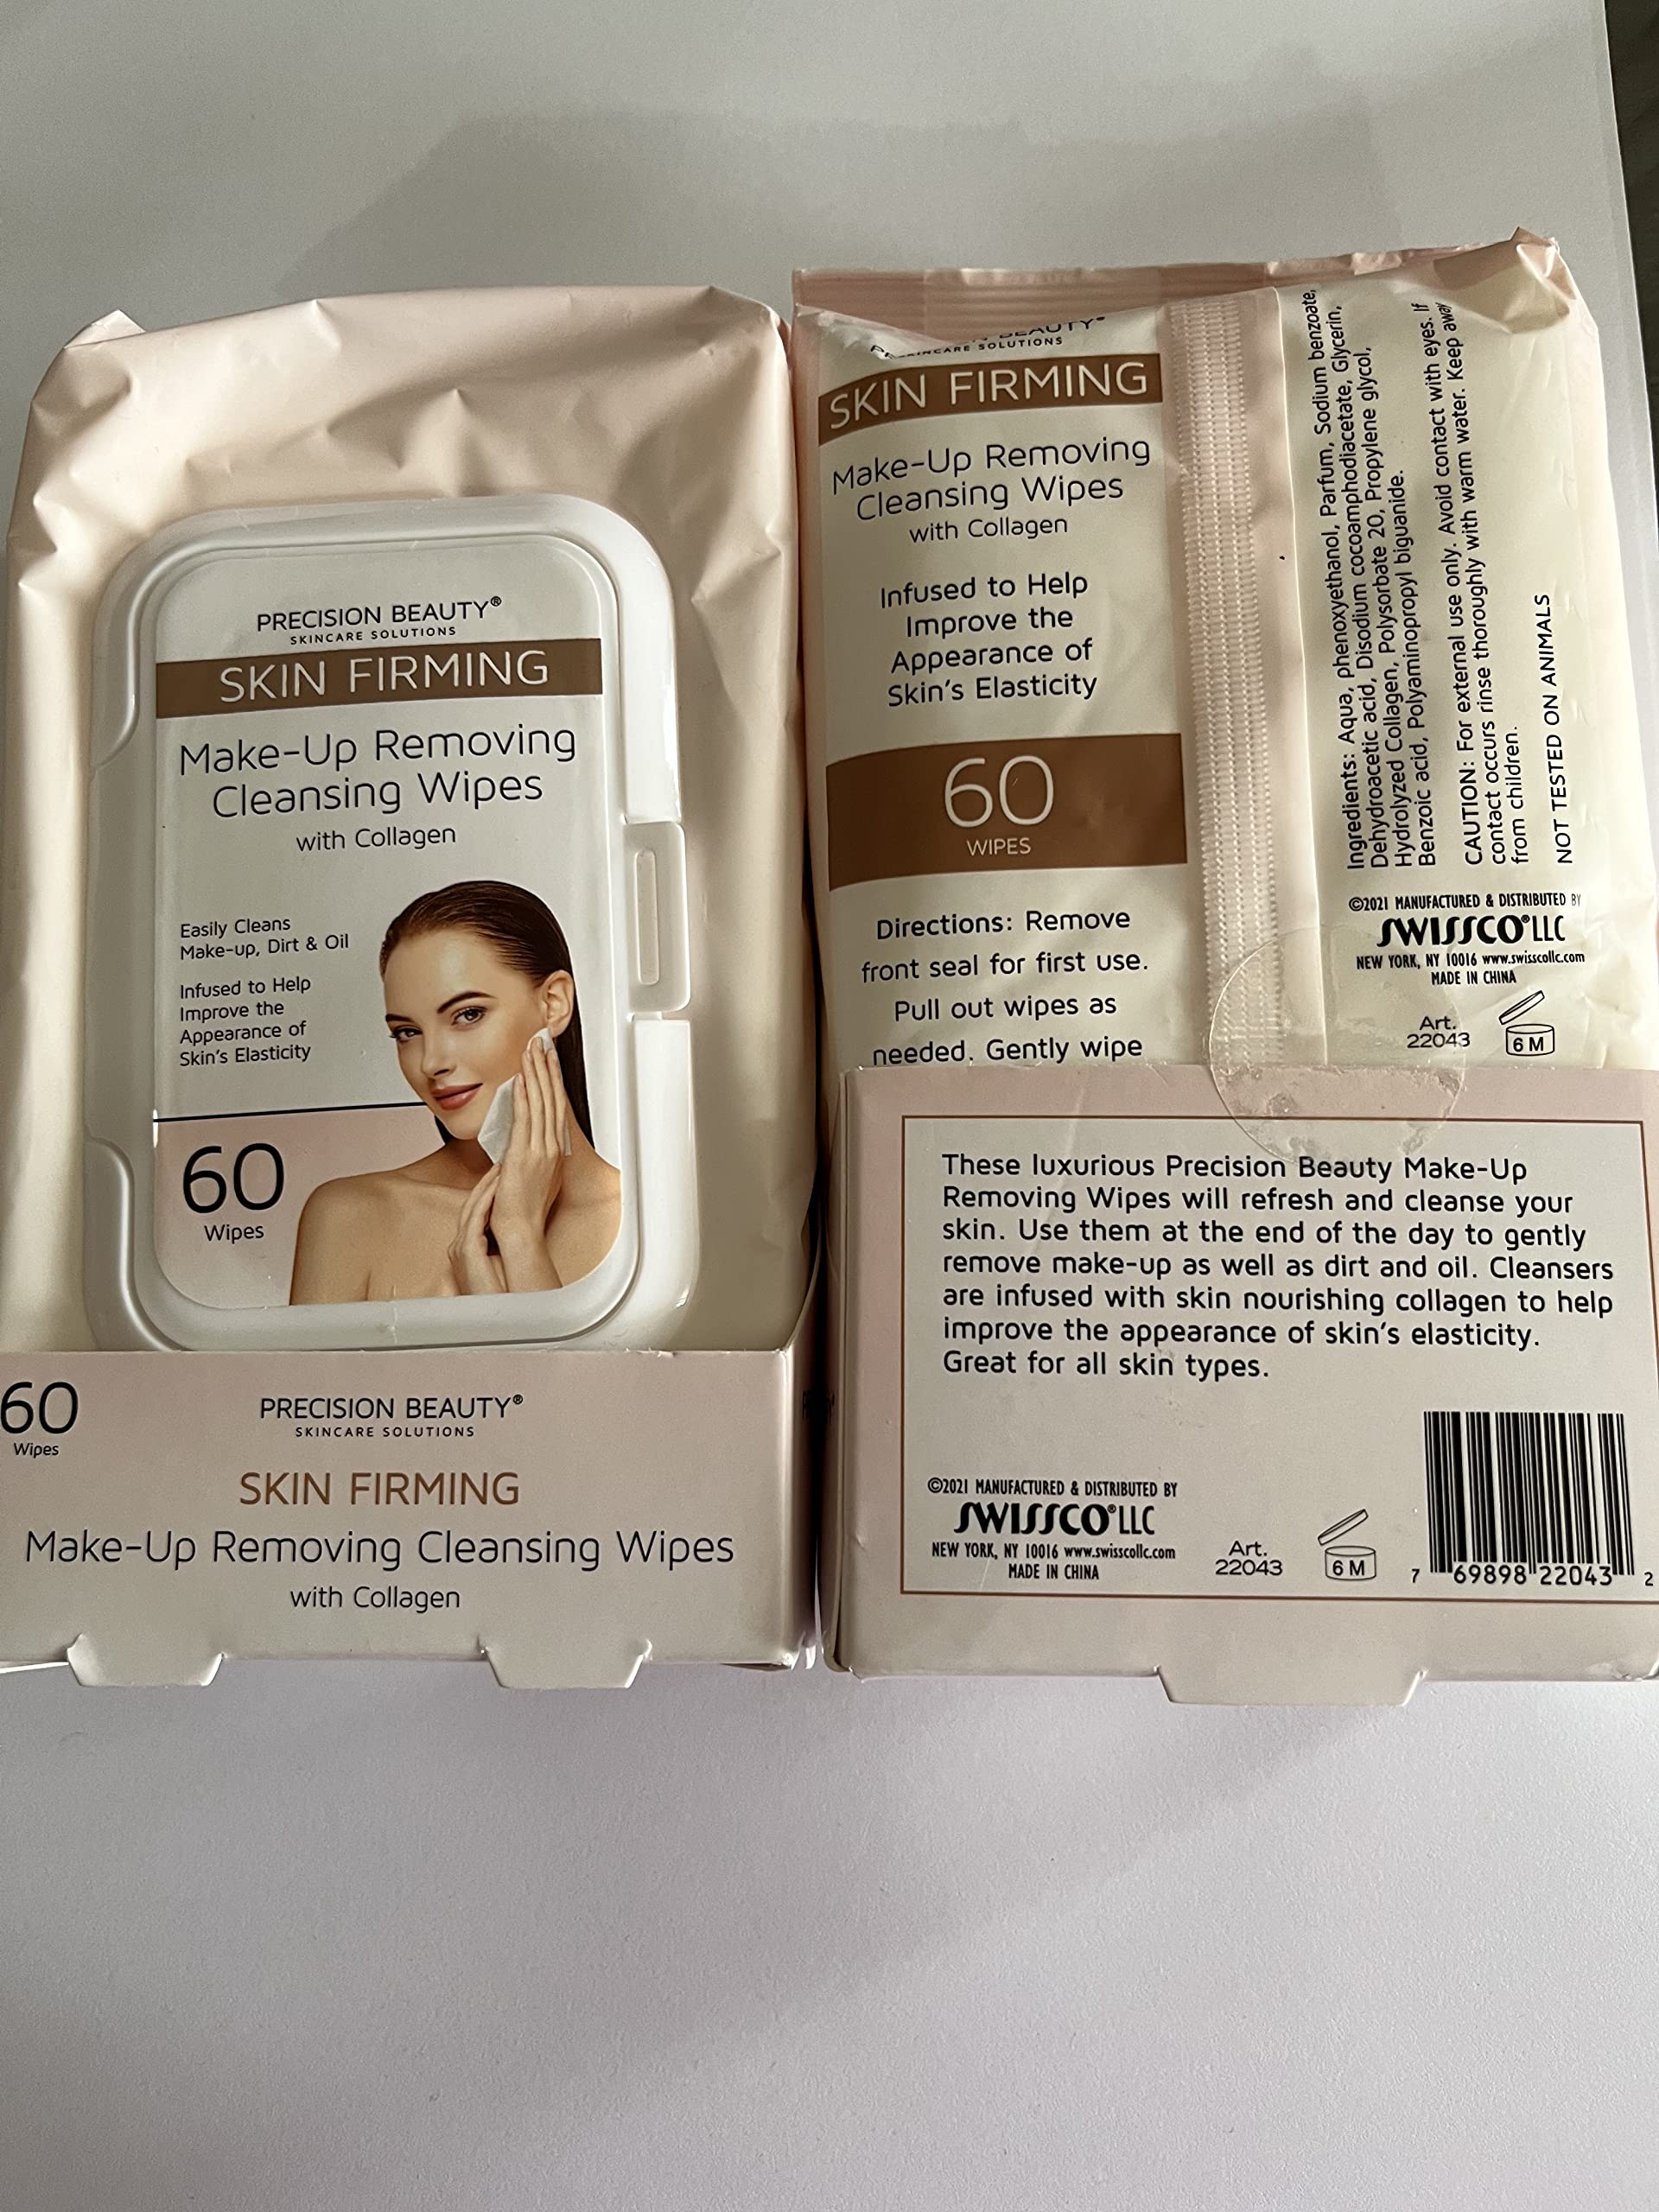 PRECISION BEAUTY®
SKINCARE SOLUTIONS
SKIN FIRMING
Make-Up Removing
Cleansing Wipes
with Collagen
Easily Cleans
Make-up, Dirt & Oil
Infused to Help
Improve the
Appearance of
Skin's Elasticity
60
Wipes
60
Wipes
PRECISION BEAUTY®
SKINCARE SOLUTIONS
SKIN FIRMING
Make-Up Removing Cleansing Wipes
with Collagen
BEAUTY®
SKINCARE SOLUTIONS
SKIN FIRMING
Make-Up Removing
Cleansing Wipes
with Collagen
Infused to Help
Improve the
Appearance of
Skin's Elasticity
60
WIPES
Directions: Remove
front seal for first use.
Pull out wipes as
needed. Gently wipe
Ingredients: Aqua, phenoxyethanol, Parfum, Sodium benzoate,
Dehydroacetic acid, Disodium cocoamphodiacetate, Glycerin,
Hydrolyzed Collagen, Polysorbate 20, Propylene glycol,
Benzoic acid, Polyaminopropyl biguanide.
CAUTION: For external use only. Avoid contact with eyes. If
contact occurs rinse thoroughly with warm water. Keep away
from children.
NOT TESTED ON ANIMALS
©2021 MANUFACTURED & DISTRIBUTED BY
SWISSCO® LLC
NEW YORK, NY 10016 www.swisscollc.com
MADE IN CHINA
Art.
22043
6 M
These luxurious Precision Beauty Make-Up
Removing Wipes will refresh and cleanse your
skin. Use them at the end of the day to gently
remove make-up as well as dirt and oil. Cleansers
are infused with skin nourishing collagen to help
improve the appearance of skin's elasticity.
Great for all skin types.
©2021 MANUFACTURED & DISTRIBUTED BY
SWISSCO® LLC
NEW YORK, NY 10016 www.swisscollc.com
MADE IN CHINA
Art.
22043
6 M
7 69898 22043 2